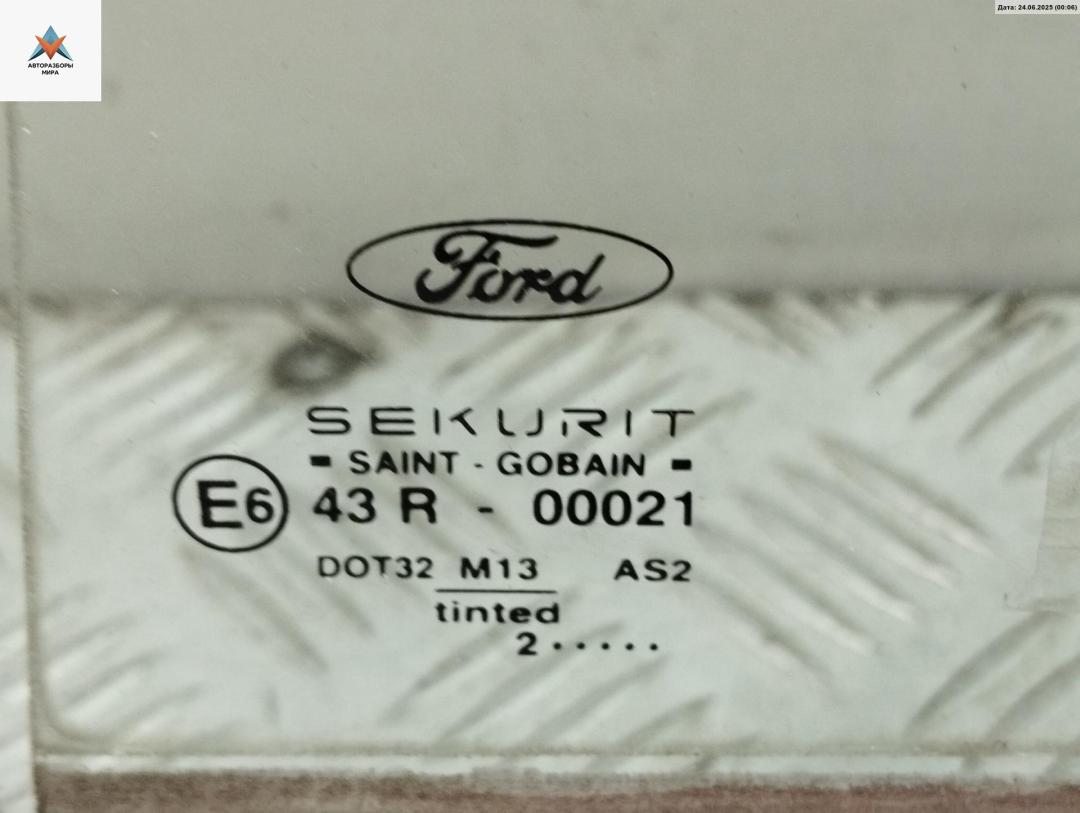 Дата: 24.06.2025 (00:06)
АВТОРАЗБОРЫ
МИРА
Ford
SEKURIT
SAINT - GOBAIN
E6 43 R - 00021
DOT32 M13 AS2
tinted
2 . . . . .